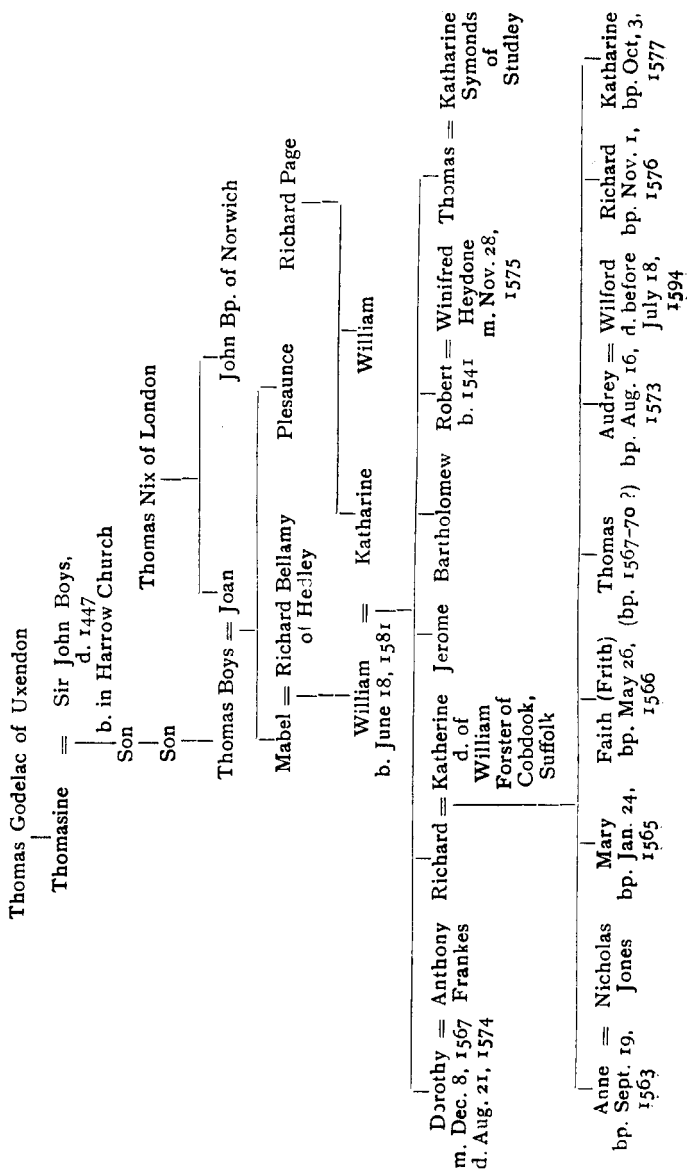 Thomas Godelac of Uxendon
Thomasine = Sir John Boys,
d. 1447
b. in Harrow Church
Son
Son
Thomas Nix of London
Thomas Boys = Joan
John Bp. of Norwich
Mabel = Richard Bellamy
of Hedley
Plesaunce
Richard Page
William = Katharine
b. June 18, 1581
William
Dorothy = Anthony
m. Dec. 8, 1567 Frankes
d. Aug. 21, 1574
Richard = Katherine
d. of
William
Forster of
Cobdook,
Suffolk
Jerome
Bartholomew
Robert = Winifred
b. 1541 Heydone
m. Nov. 28,
1575
Thomas = Katharine
Symonds
of
Studley
Anne = Nicholas
bp. Sept. 19, Jones
1563
Mary
bp. Jan. 24,
1565
Faith (Frith)
bp. May 26,
1566
Thomas
(bp. 1567-70 ?)
Audrey = Wilford
bp. Aug. 16, d. before
1573 July 18,
1594
Richard
bp. Nov. 1,
1576
Katharine
bp. Oct, 3,
1577